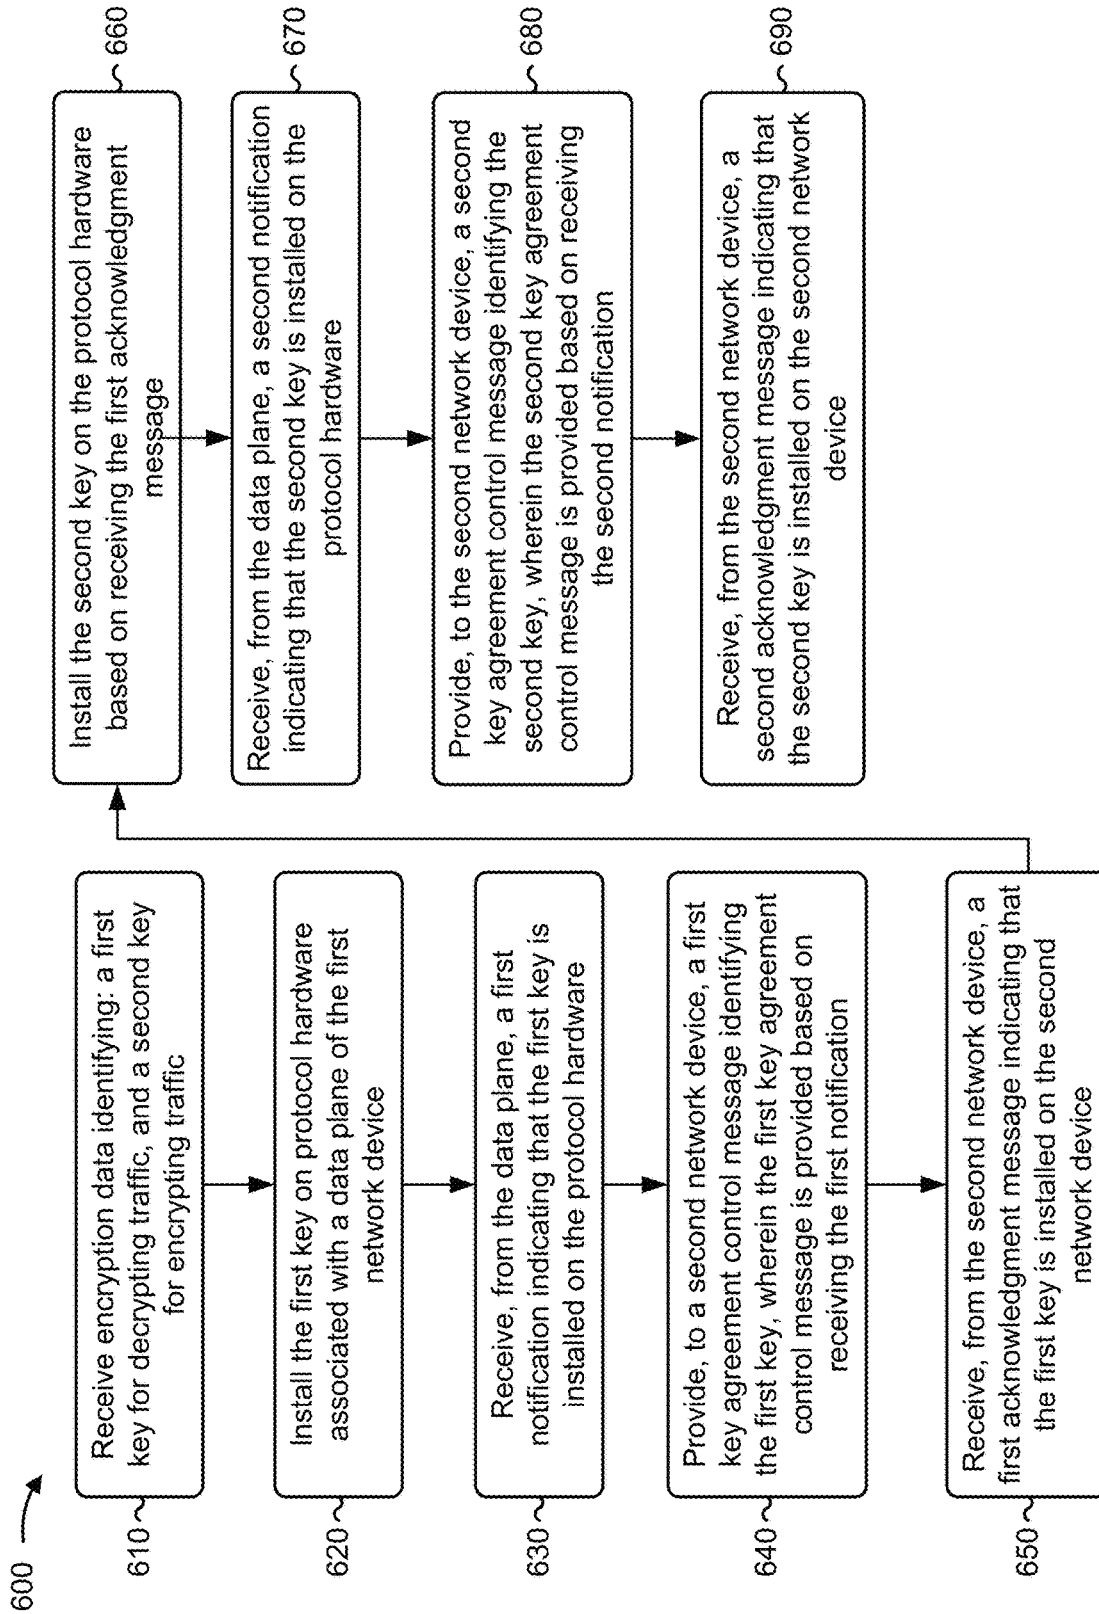 600
610
Receive encryption data identifying: a first
key for decrypting traffic, and a second key
for encrypting traffic
620
Install the first key on protocol hardware
associated with a data plane of the first
network device
630
Receive, from the data plane, a first
notification indicating that the first key is
installed on the protocol hardware
640
Provide, to a second network device, a first
key agreement control message identifying
the first key, wherein the first key agreement
control message is provided based on
receiving the first notification
650
Receive, from the second network device, a
first acknowledgment message indicating that
the first key is installed on the second
network device
660
Install the second key on the protocol hardware
based on receiving the first acknowledgment
message
670
Receive, from the data plane, a second notification
indicating that the second key is installed on the
protocol hardware
680
Provide, to the second network device, a second
key agreement control message identifying the
second key, wherein the second key agreement
control message is provided based on receiving
the second notification
690
Receive, from the second network device, a
second acknowledgment message indicating that
the second key is installed on the second network
device